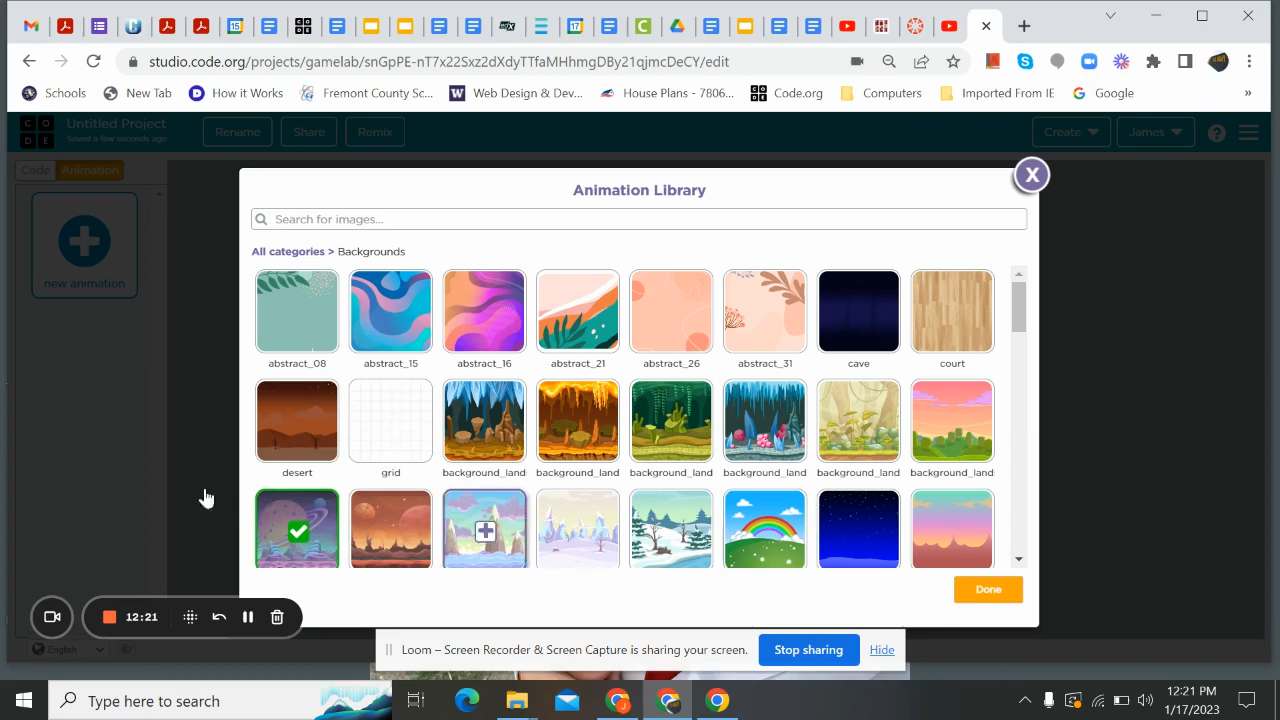 15
17
studio.code.org/projects/gamelab/snGpPE-nT7x22Sxz2dXdyTTfaMHhmgDBy21qjmcDeCY/edit
Schools New Tab How it Works Fremont County Sc... Web Design & Dev... House Plans - 7806... Code.org Computers Imported From IE Google »
C O D E
Untitled Project
Saved a few seconds ago
Rename Share Remix Create James
Code Animation
new animation
Animation Library
X
Search for images...
All categories > Backgrounds
abstract_08 abstract_15 abstract_16 abstract_21 abstract_26 abstract_31 cave court
desert grid background_land background_land background_land background_land background_land background_land
Done
12:21
English
Loom – Screen Recorder & Screen Capture is sharing your screen. Stop sharing Hide
Type here to search
12:21 PM
1/17/2023